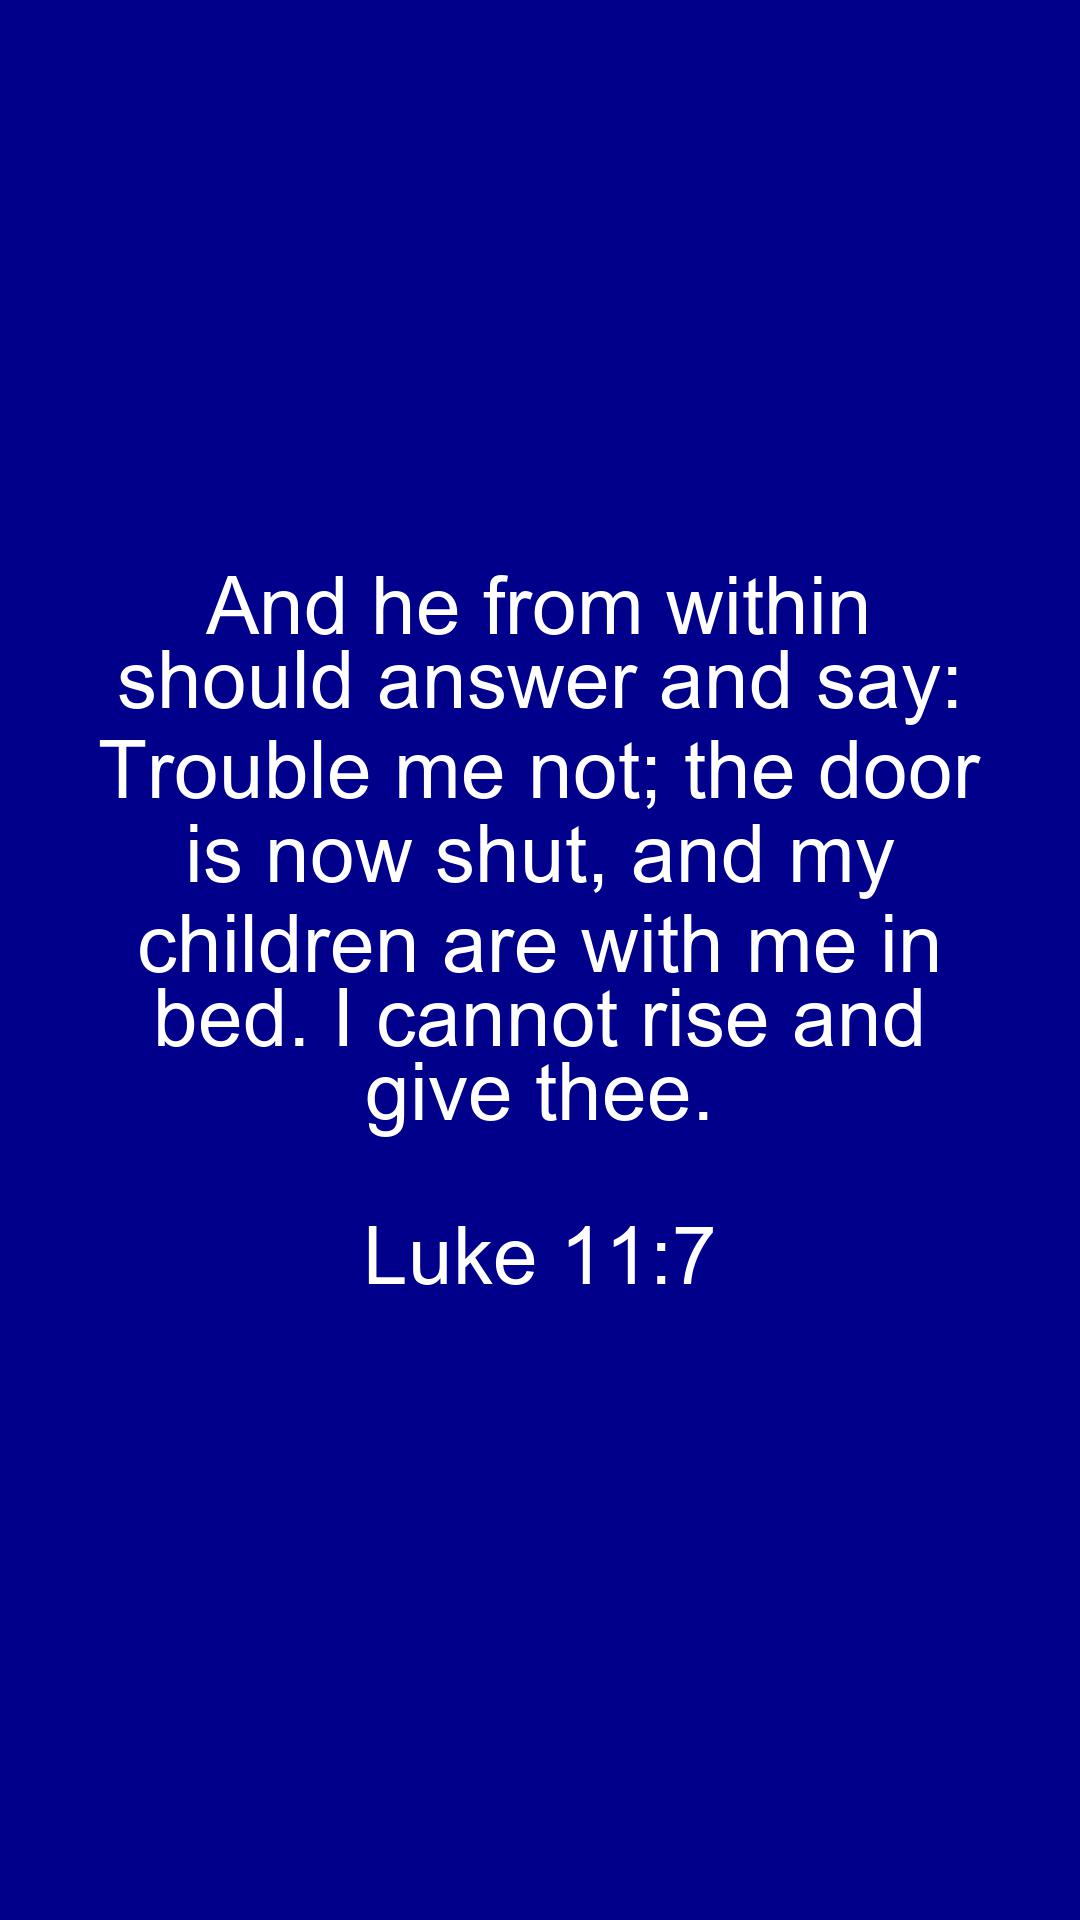 And he from within
should answer and say:
Trouble me not; the door
is now shut, and my
children are with me in
bed. I cannot rise and
give thee.
Luke 11:7